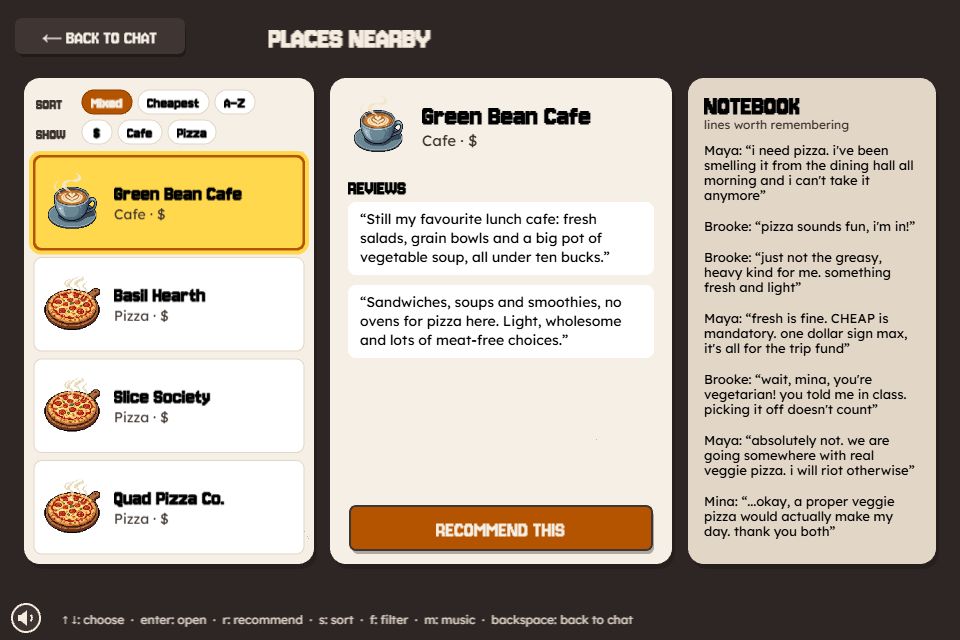 ← BACK TO CHAT
PLACES NEARBY
SORT
Mixed
Cheapest
A-Z
SHOW
$
Cafe
Pizza
Green Bean Cafe
Cafe · $
Basil Hearth
Pizza · $
Slice Society
Pizza · $
Quad Pizza Co.
Pizza · $
Green Bean Cafe
Cafe · $
REVIEWS
“Still my favourite lunch cafe: fresh
salads, grain bowls and a big pot of
vegetable soup, all under ten bucks.”
“Sandwiches, soups and smoothies, no
ovens for pizza here. Light, wholesome
and lots of meat-free choices.”
RECOMMEND THIS
NOTEBOOK
lines worth remembering
Maya: “i need pizza. i've been
smelling it from the dining hall all
morning and i can't take it
anymore”
Brooke: “pizza sounds fun, i'm in!”
Brooke: “just not the greasy,
heavy kind for me. something
fresh and light”
Maya: “fresh is fine. CHEAP is
mandatory. one dollar sign max,
it's all for the trip fund”
Brooke: “wait, mina, you're
vegetarian! you told me in class.
picking it off doesn't count”
Maya: “absolutely not. we are
going somewhere with real
veggie pizza. i will riot otherwise”
Mina: “...okay, a proper veggie
pizza would actually make my
day. thank you both”
↑ ↓: choose · enter: open · r: recommend · s: sort · f: filter · m: music · backspace: back to chat